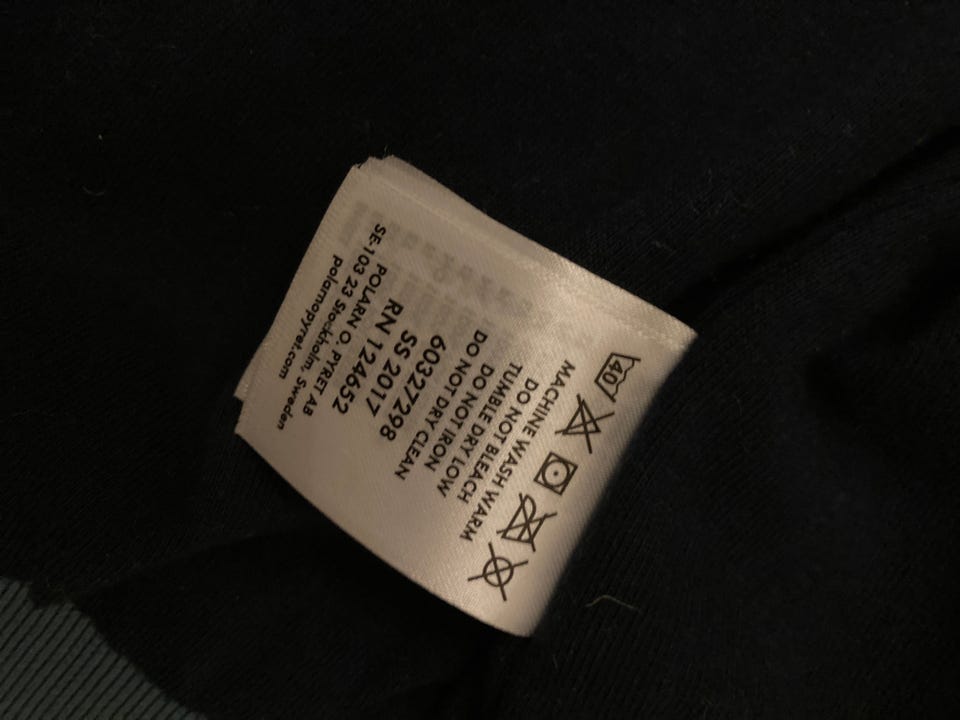 40
MACHINE WASH WARM
DO NOT BLEACH
TUMBLE DRY LOW
DO NOT IRON
DO NOT DRY CLEAN
60327298
SS 2017
RN 124652
POLARN O. PYRET AB
SE-103 23 Stockholm, Sweden
polarnopyret.com